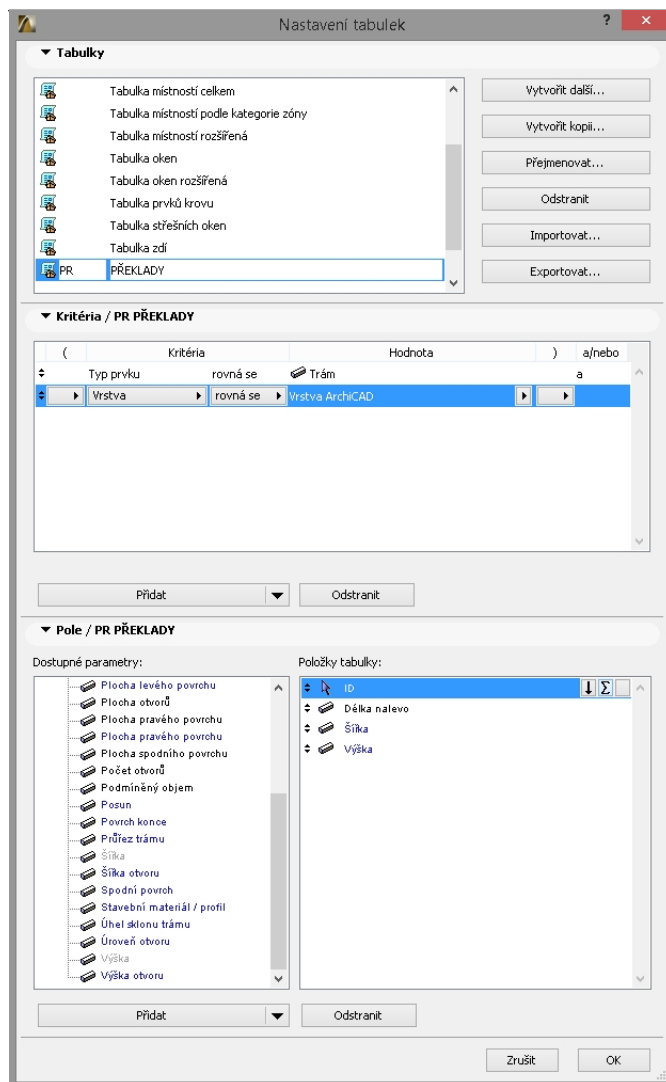 Nastavení tabulek ? ×
Tabulky
Tabulka místností celkem
Tabulka místností podle kategorie zóny
Tabulka místností rozšířená
Tabulka oken
Tabulka oken rozšířená
Tabulka prvků krovu
Tabulka střešních oken
Tabulka zdí
PR PŘEKLADY
Vytvořit další...
Vytvořit kopii...
Přejmenovat...
Odstranit
Importovat...
Exportovat...
Kritéria / PR PŘEKLADY
( Kritéria Hodnota ) a/nebo
Typ prvku rovná se Trám a
Vrstva rovná se Vrstva ArchiCAD
Přidat Odstranit
Pole / PR PŘEKLADY
Dostupné parametry:
Plocha levého povrchu
Plocha otvorů
Plocha pravého povrchu
Plocha pravého povrchu
Plocha spodního povrchu
Počet otvorů
Podmíněný objem
Posun
Povrch konce
Průřez trámu
Šířka
Šířka otvoru
Spodní povrch
Stavební materiál / profil
Úhel sklonu trámu
Úroveň otvoru
Výška
Výška otvoru
Položky tabulky:
ID Σ
Délka nalevo
Šířka
Výška
Přidat Odstranit
Zrušit OK